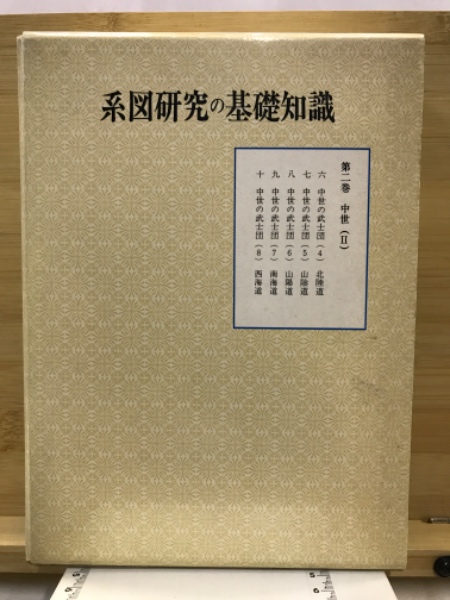 系図研究の基礎知識
第二巻 中世(Ⅱ)
六 中世の武士団(4) 北陸道
七 中世の武士団(5) 山陰道
八 中世の武士団(6) 山陽道
九 中世の武士団(7) 南海道
十 中世の武士団(8) 西海道